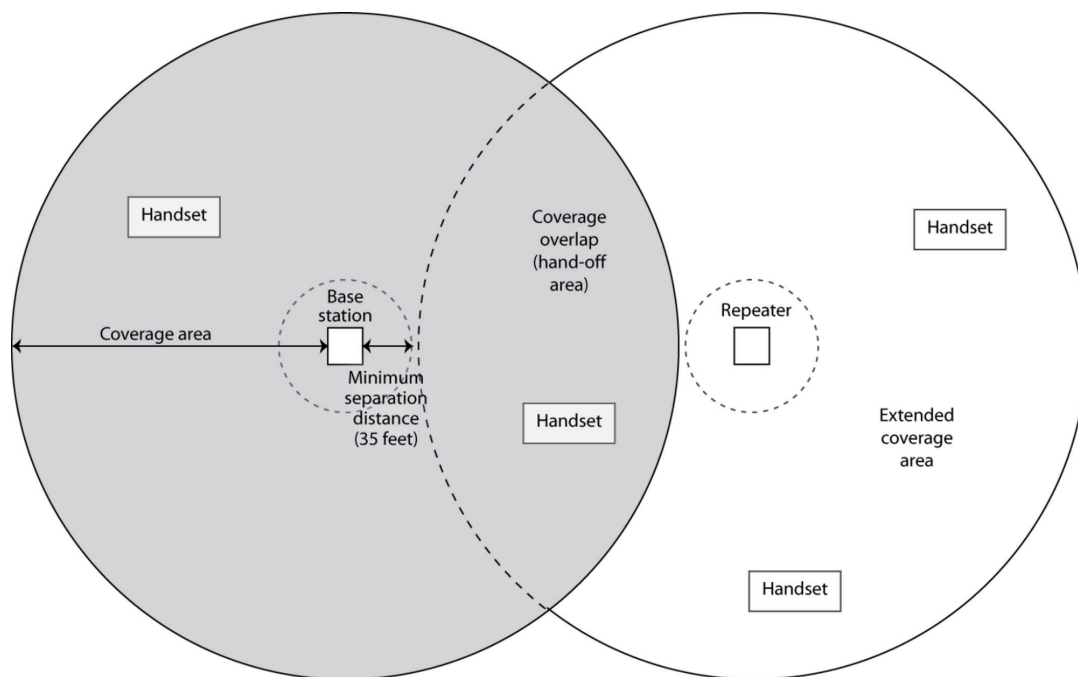 Handset
Coverage
overlap
(hand-off
area)
Handset
Base
station
Repeater
Coverage area
Minimum
separation
distance
(35 feet)
Handset
Extended
coverage
area
Handset